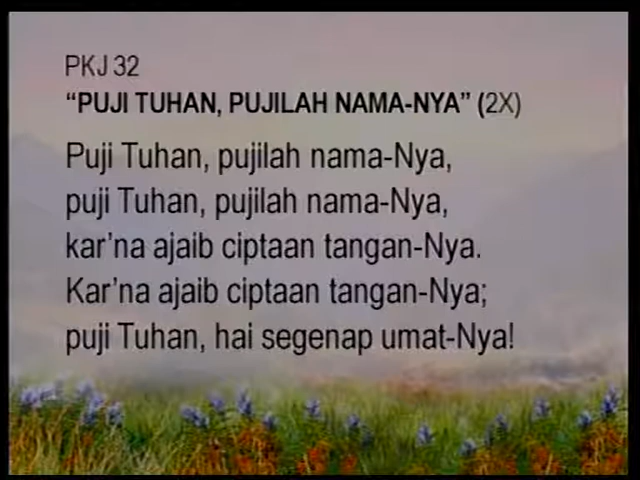 PKJ 32
“PUJI TUHAN, PUJILAH NAMA-NYA” (2X)
Puji Tuhan, pujilah nama-Nya,
puji Tuhan, pujilah nama-Nya,
kar’na ajaib ciptaan tangan-Nya.
Kar’na ajaib ciptaan tangan-Nya;
puji Tuhan, hai segenap umat-Nya!